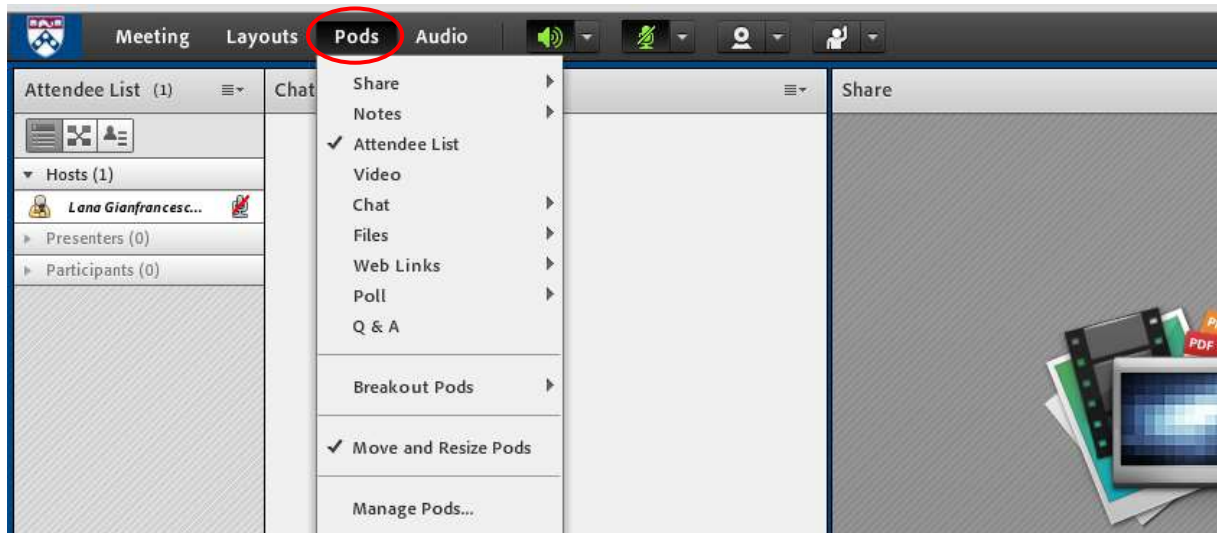 Meeting Layouts Pods Audio
Attendee List (1)
Chat
Share
Hosts (1)
Lana Gianfrancesc...
Presenters (0)
Participants (0)
Share
Notes
Attendee List
Video
Chat
Files
Web Links
Poll
Q & A
Breakout Pods
Move and Resize Pods
Manage Pods...
PDF